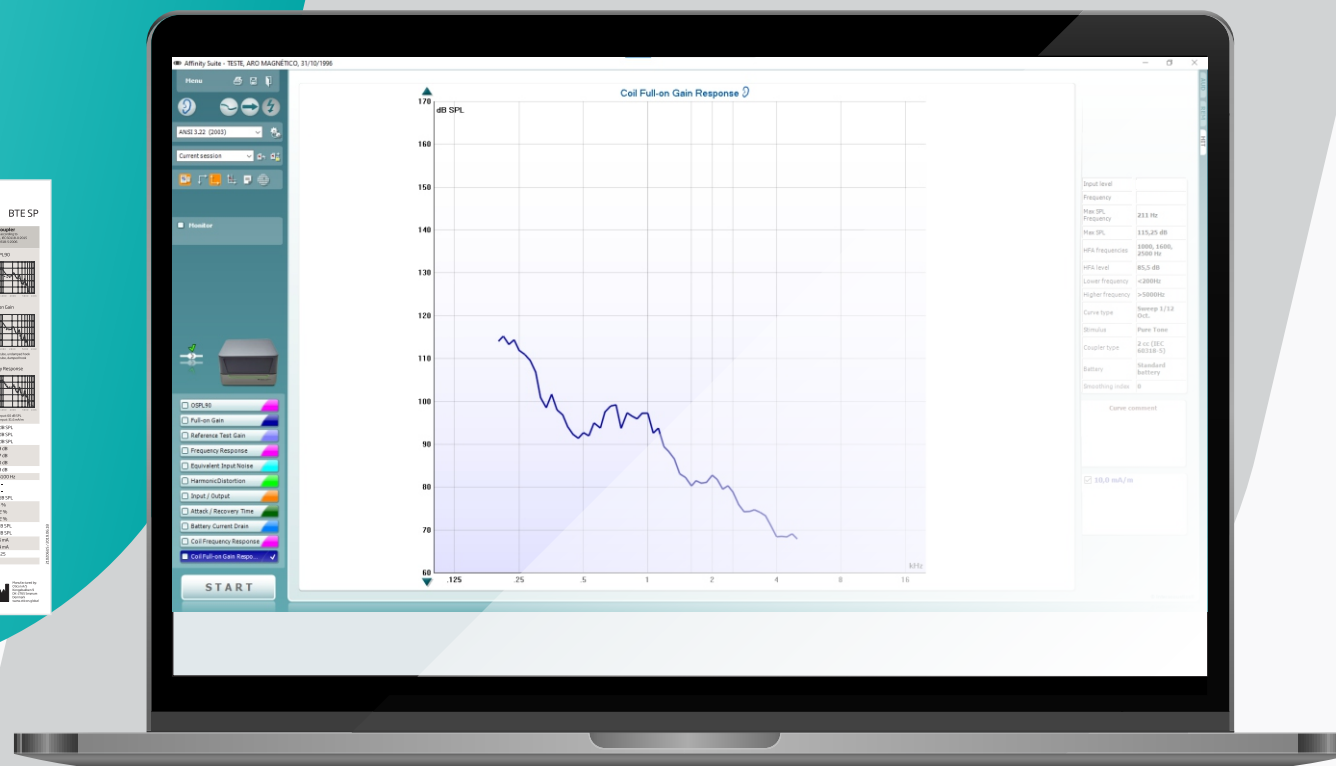 Affinity Suite - TESTE, ARO MAGNÉTICO, 31/10/1996
Menu
ANSI 3.22 (2003)
Current session
Monitor
OSPL90
Full-on Gain
Reference Test Gain
Frequency Response
Equivalent Input Noise
HarmonicDistortion
Input / Output
Attack / Recovery Time
Battery Current Drain
Coil Frequency Response
Coil Full-on Gain Respo...
START
Coil Full-on Gain Response
dB SPL
170
160
150
140
130
120
110
100
90
80
70
60
.125 .25 .5 1 2 4 8 16
kHz
Input level
Frequency
Max SPL Frequency 211 Hz
Max SPL 115,25 dB
HFA frequencies 1000, 1600, 2500 Hz
HFA level 85,5 dB
Lower frequency <200Hz
Higher frequency >5000Hz
Curve type Sweep 1/12 Oct.
Stimulus Pure Tone
Coupler type 2 cc (IEC 60318-5)
Battery Standard battery
Smoothing index 0
Curve comment
10,0 mA/m
HIT
BTE SP